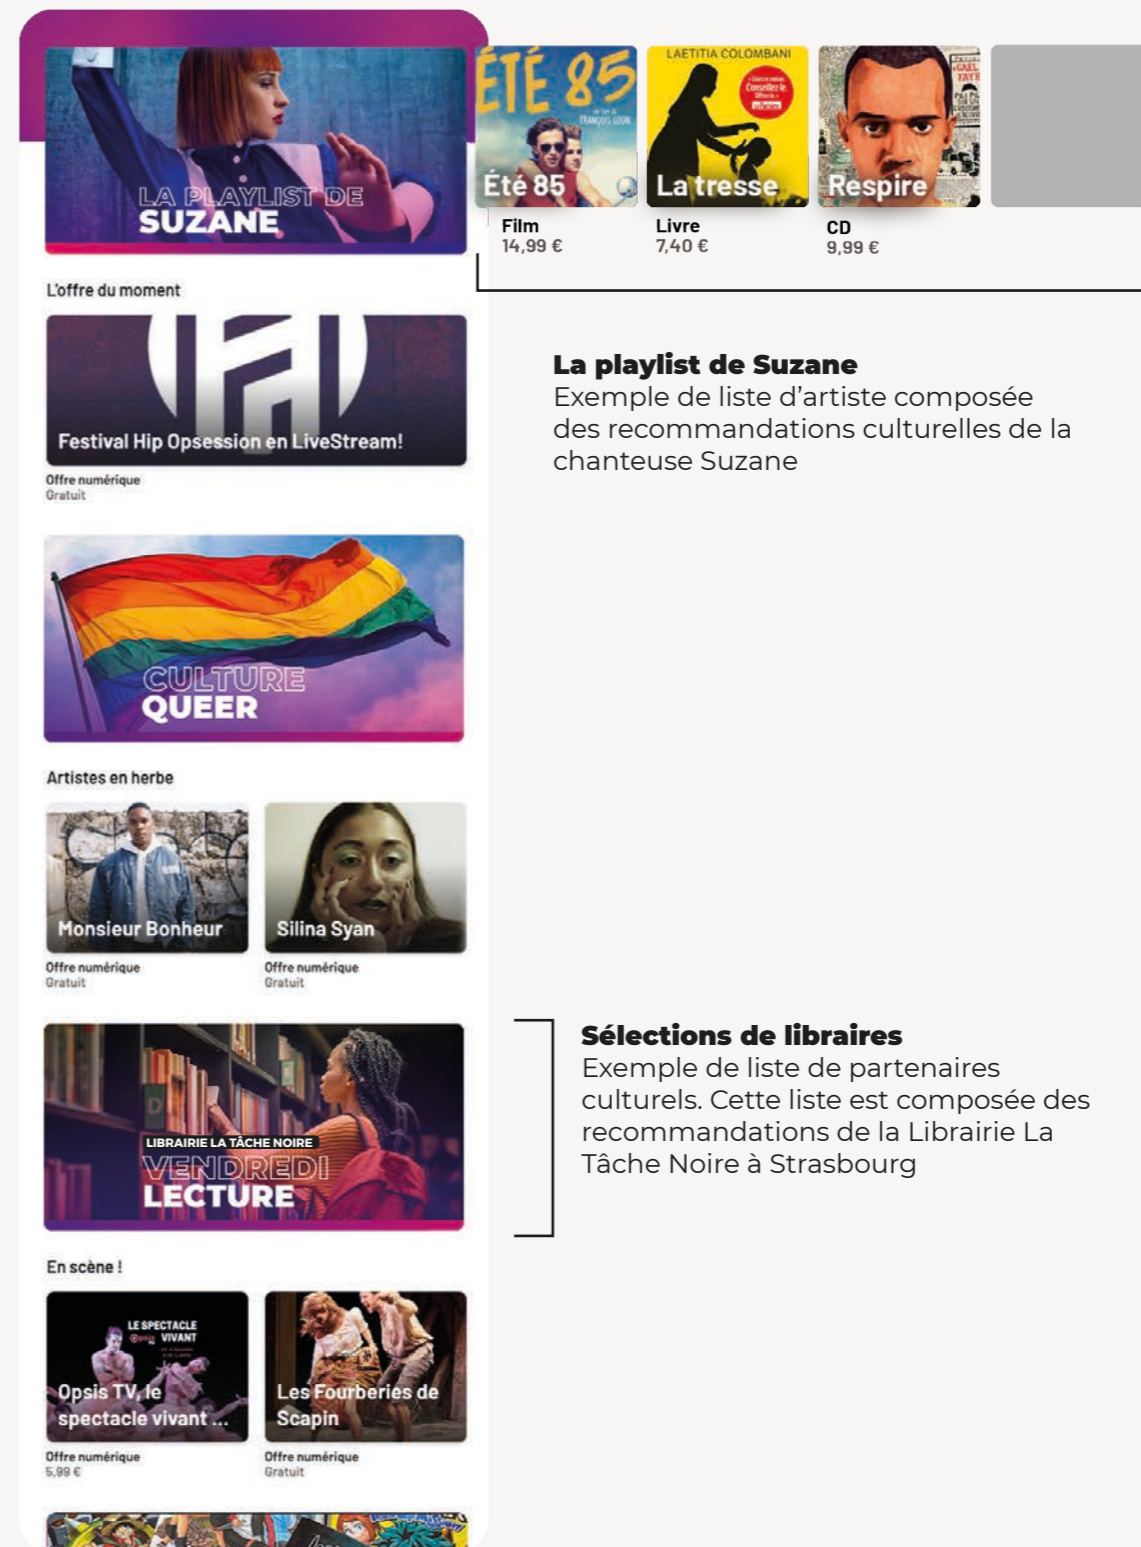 LA PLAYLIST DE
SUZANE
ÉTÉ 85
FRANÇOIS OZON
Été 85
Film
14,99 €
LAETITIA COLOMBANI
La tresse
Livre
7,40 €
GAËL
FAYE
Respire
CD
9,99 €
L'offre du moment
Festival Hip Opsession en LiveStream!
Offre numérique
Gratuit
La playlist de Suzane
Exemple de liste d'artiste composée
des recommandations culturelles de la
chanteuse Suzane
CULTURE
QUEER
Artistes en herbe
Monsieur Bonheur
Offre numérique
Gratuit
Silina Syan
Offre numérique
Gratuit
LIBRAIRIE LA TÂCHE NOIRE
VENDREDI
LECTURE
Sélections de libraires
Exemple de liste de partenaires
culturels. Cette liste est composée des
recommandations de la Librairie La
Tâche Noire à Strasbourg
En scène !
LE SPECTACLE
VIVANT
Opsis TV, le
spectacle vivant ...
Offre numérique
5,99 €
Les Fourberies de
Scapin
Offre numérique
Gratuit